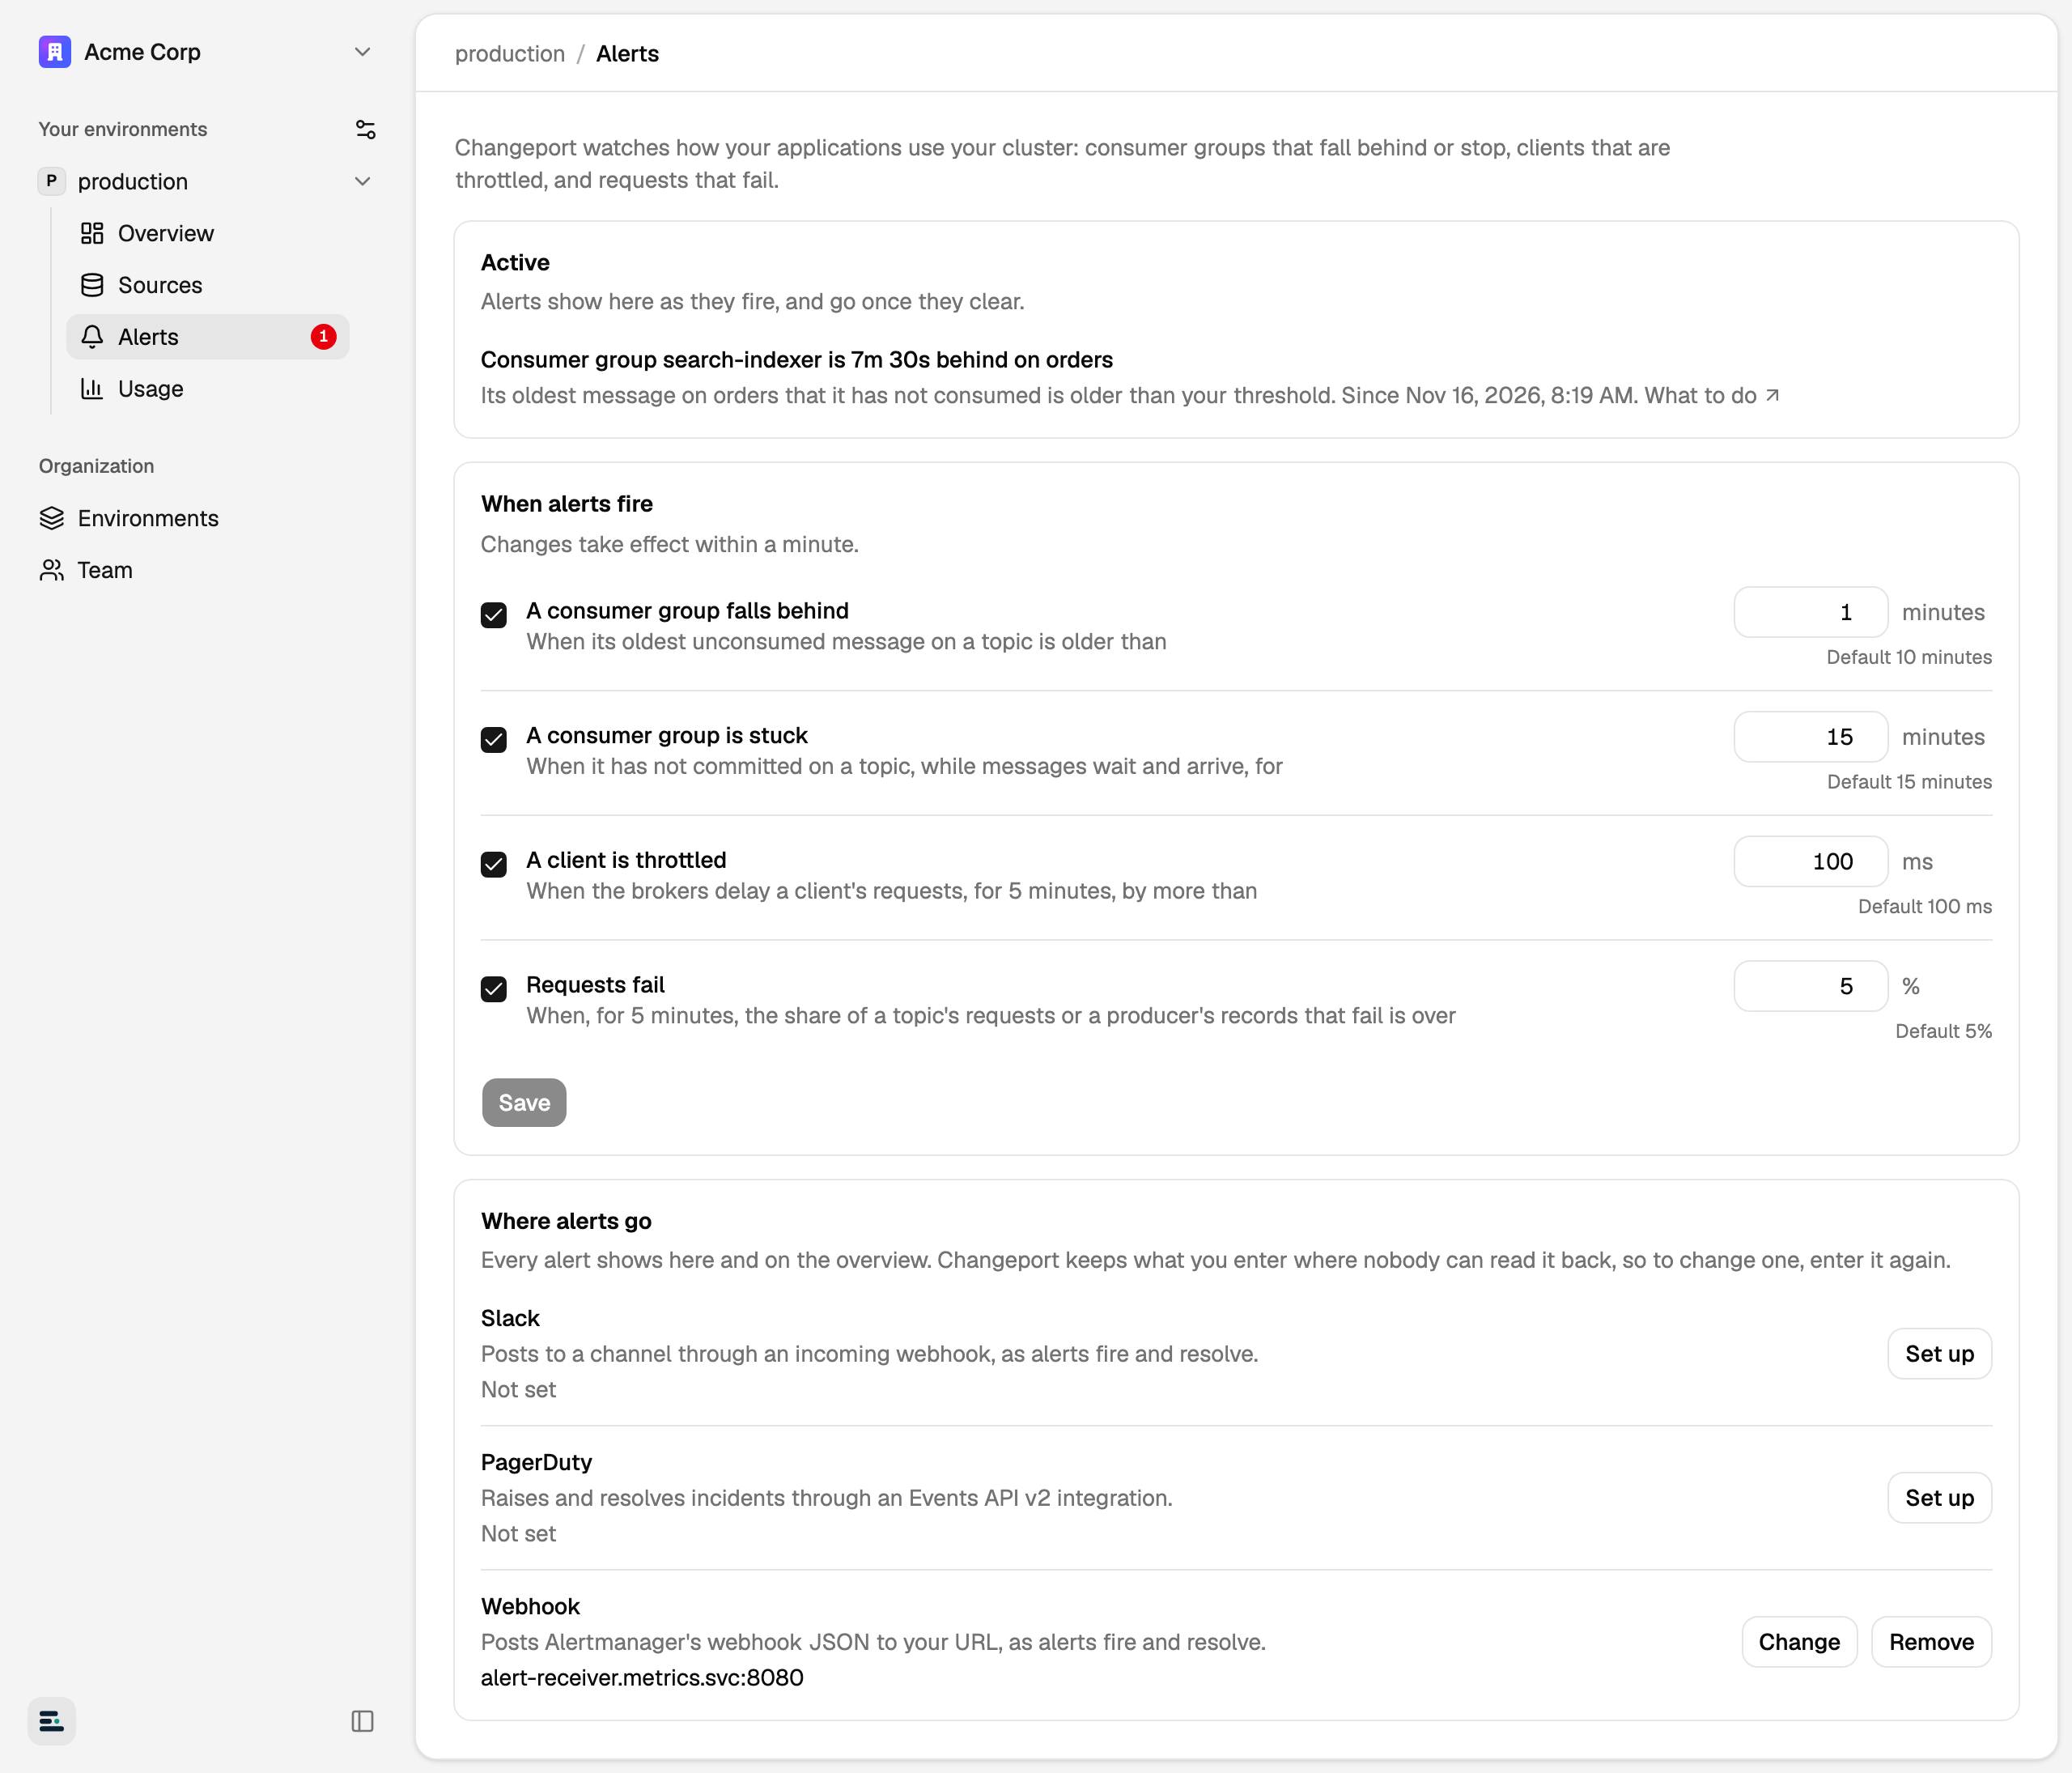 Acme Corp
Your environments
P production
Overview
Sources
Alerts 1
Usage
Organization
Environments
Team
production / Alerts
Changeport watches how your applications use your cluster: consumer groups that fall behind or stop, clients that are
throttled, and requests that fail.
Active
Alerts show here as they fire, and go once they clear.
Consumer group search-indexer is 7m 30s behind on orders
Its oldest message on orders that it has not consumed is older than your threshold. Since Nov 16, 2026, 8:19 AM. What to do ↗
When alerts fire
Changes take effect within a minute.
A consumer group falls behind
When its oldest unconsumed message on a topic is older than
1 minutes
Default 10 minutes
A consumer group is stuck
When it has not committed on a topic, while messages wait and arrive, for
15 minutes
Default 15 minutes
A client is throttled
When the brokers delay a client's requests, for 5 minutes, by more than
100 ms
Default 100 ms
Requests fail
When, for 5 minutes, the share of a topic's requests or a producer's records that fail is over
5 %
Default 5%
Save
Where alerts go
Every alert shows here and on the overview. Changeport keeps what you enter where nobody can read it back, so to change one, enter it again.
Slack
Posts to a channel through an incoming webhook, as alerts fire and resolve.
Not set
Set up
PagerDuty
Raises and resolves incidents through an Events API v2 integration.
Not set
Set up
Webhook
Posts Alertmanager's webhook JSON to your URL, as alerts fire and resolve.
alert-receiver.metrics.svc:8080
Change Remove